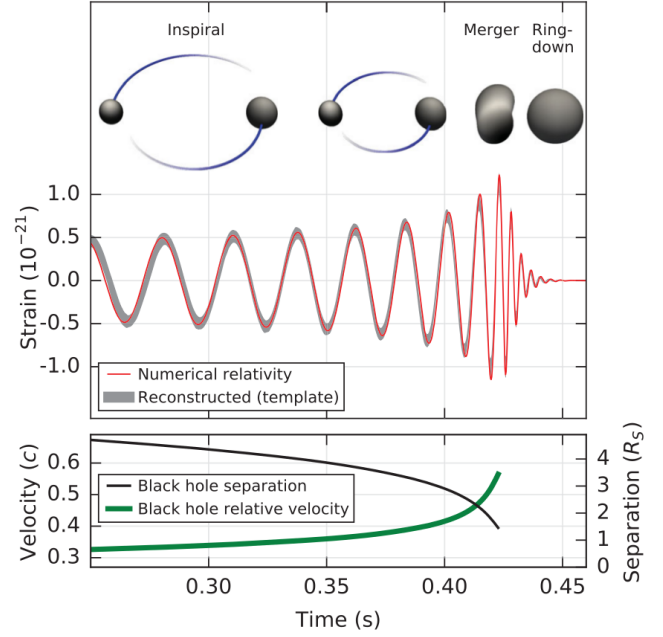 Inspiral
Merger
Ring-
down
Strain (10⁻²¹)
1.0
0.5
0.0
-0.5
-1.0
Numerical relativity
Reconstructed (template)
Velocity (c)
0.6
0.5
0.4
0.3
Black hole separation
Black hole relative velocity
4
3
2
1
0
Separation (R_S)
0.30
0.35
0.40
0.45
Time (s)